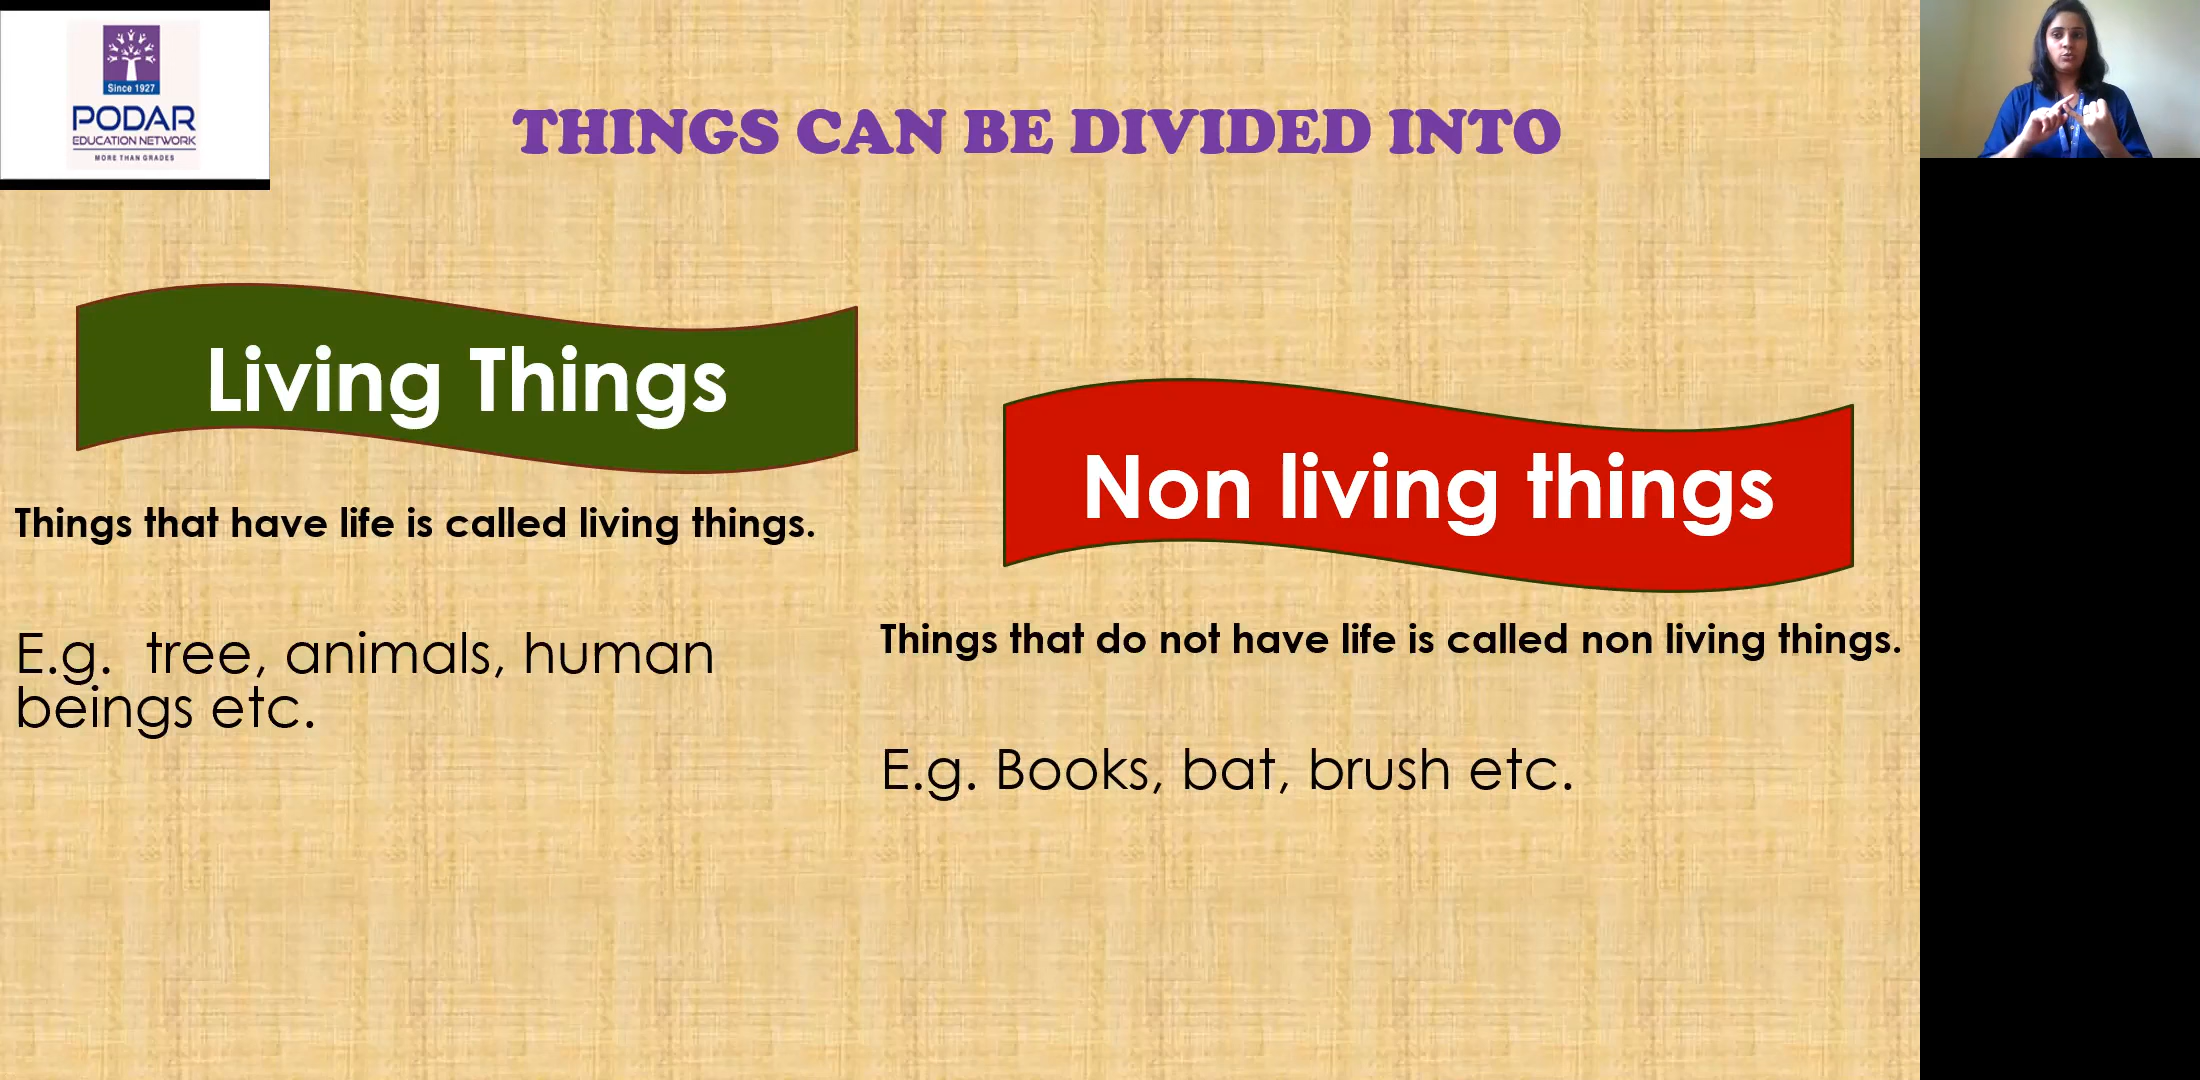 Since 1927
PODAR
EDUCATION NETWORK
MORE THAN GRADES
THINGS CAN BE DIVIDED INTO
Living Things
Things that have life is called living things.
E.g. tree, animals, human
beings etc.
Non living things
Things that do not have life is called non living things.
E.g. Books, bat, brush etc.